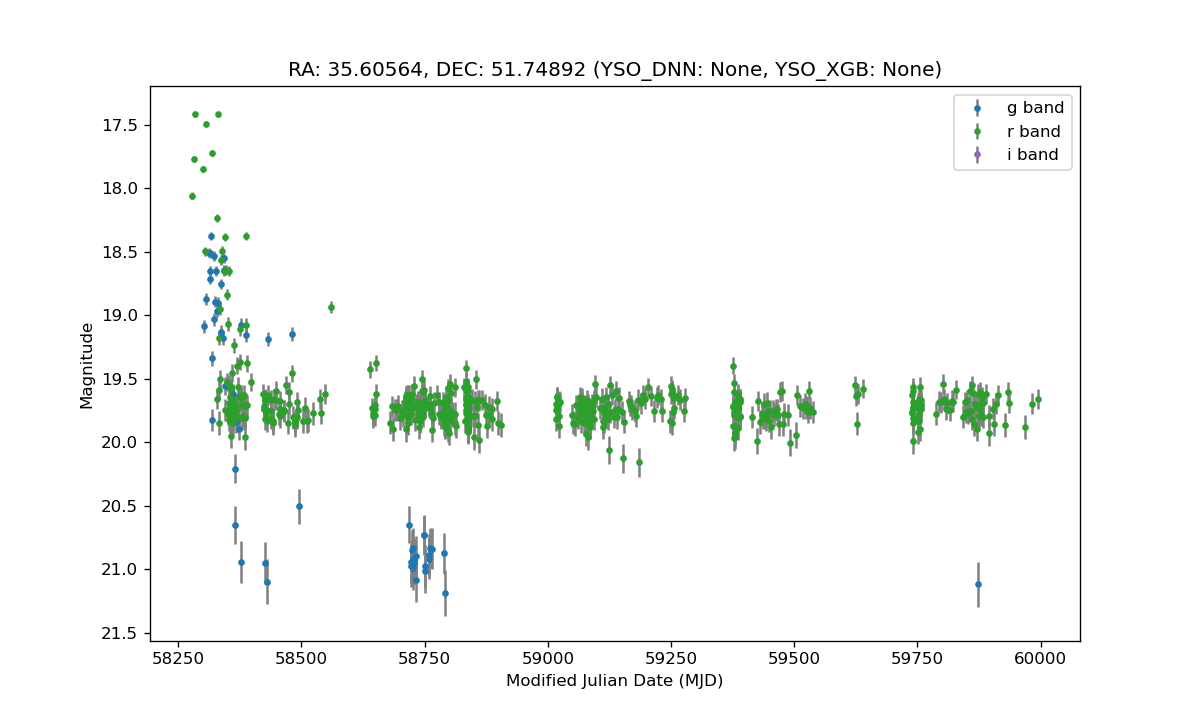 RA: 35.60564, DEC: 51.74892 (YSO_DNN: None, YSO_XGB: None)
g band
r band
i band
17.5
18.0
18.5
19.0
19.5
20.0
20.5
21.0
21.5
Magnitude
58250 58500 58750 59000 59250 59500 59750 60000
Modified Julian Date (MJD)